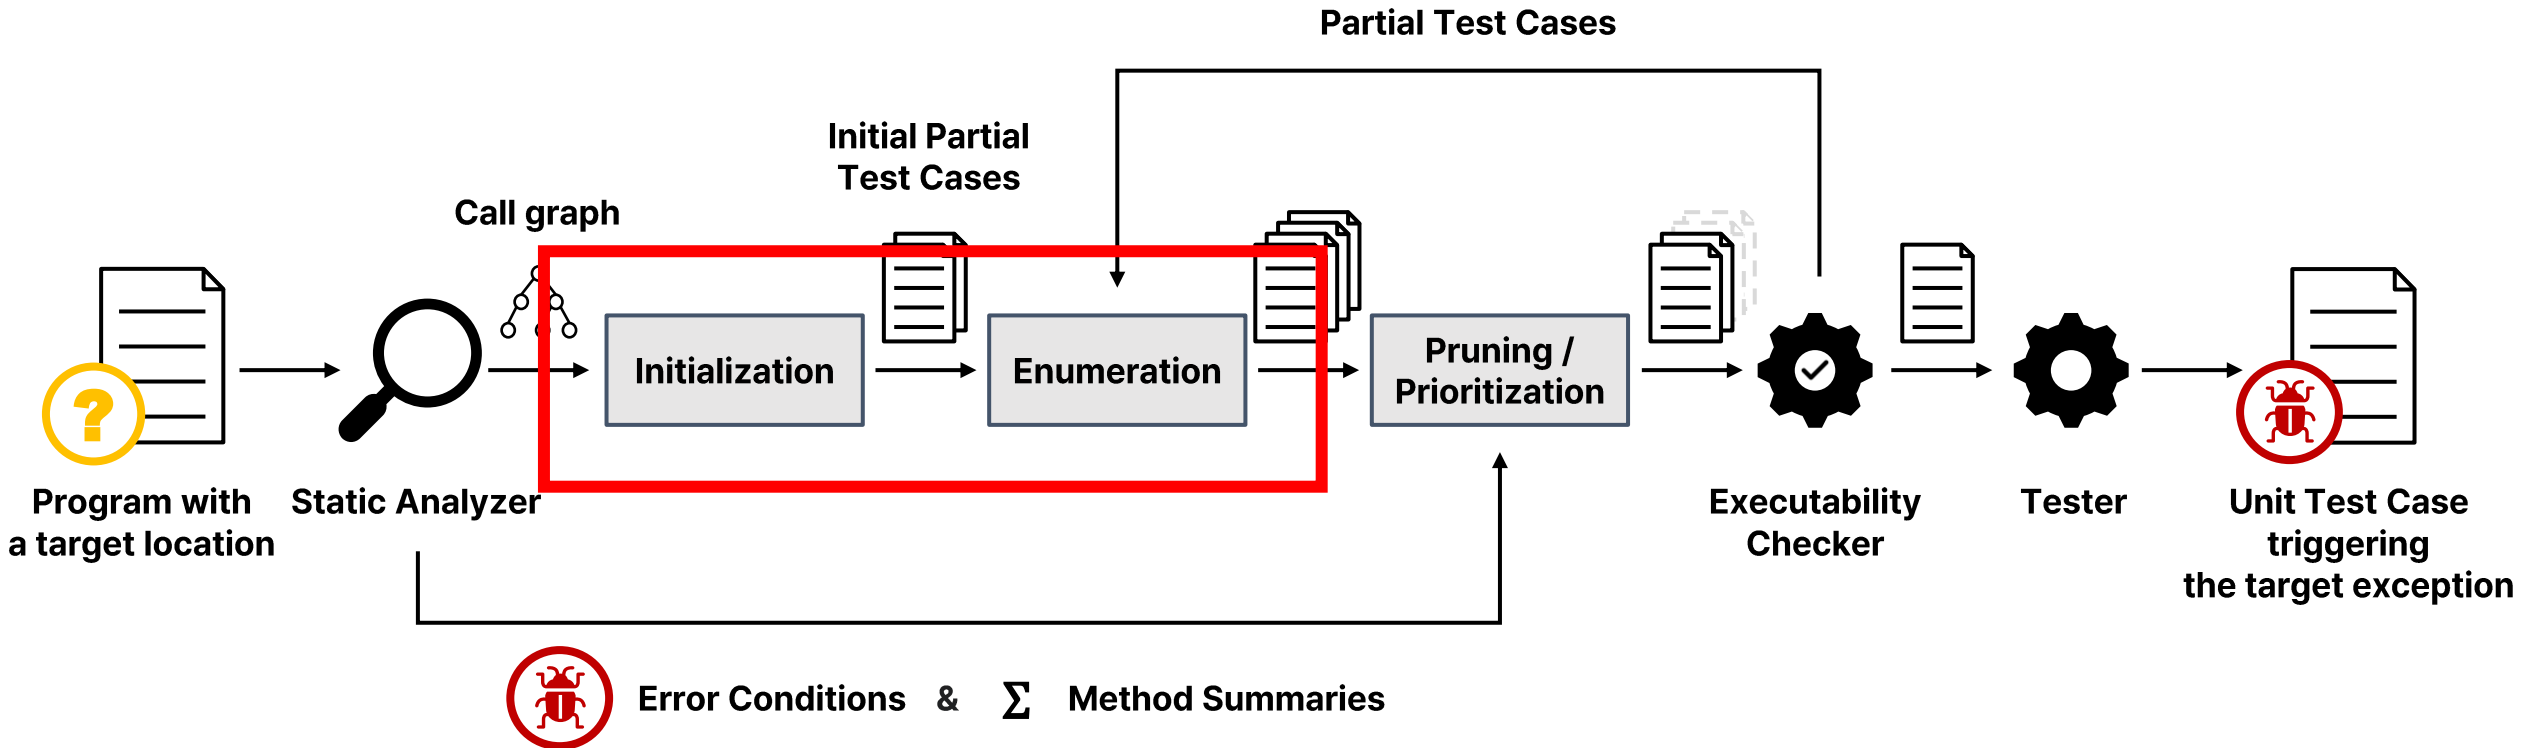 Partial Test Cases
Initial Partial
Test Cases
Call graph
Initialization
Enumeration
Pruning /
Prioritization
?
Program with
a target location
Static Analyzer
Executability
Checker
Tester
Unit Test Case
triggering
the target exception
Error Conditions & Σ Method Summaries